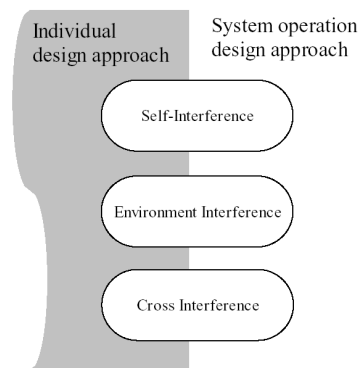 Individual
design approach
System operation
design approach
Self-Interference
Environment Interference
Cross Interference